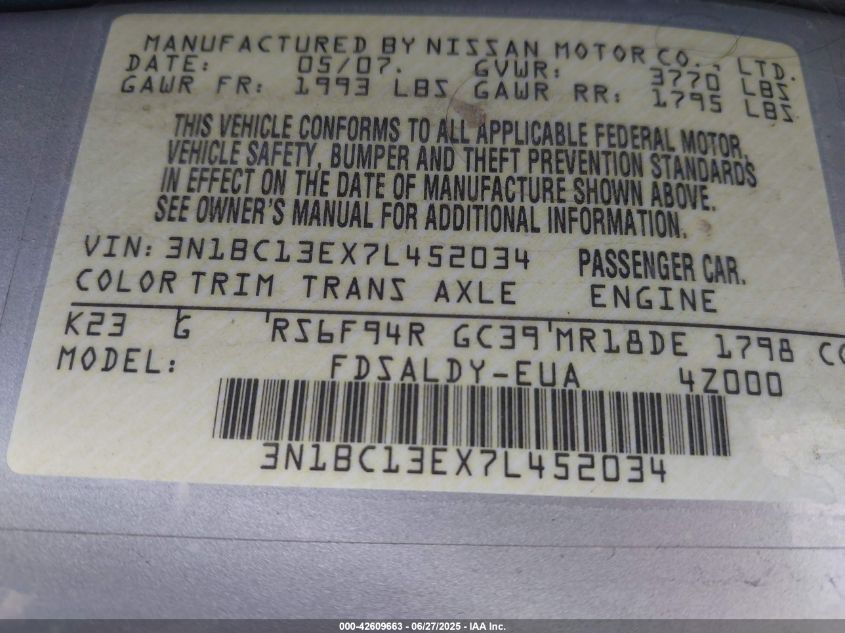 MANUFACTURED BY NISSAN MOTOR CO., LTD.
DATE: 05/07. GVWR: 3770 LBS
GAWR FR: 1993 LBS GAWR RR: 1795 LBS
THIS VEHICLE CONFORMS TO ALL APPLICABLE FEDERAL MOTOR
VEHICLE SAFETY, BUMPER AND THEFT PREVENTION STANDARDS
IN EFFECT ON THE DATE OF MANUFACTURE SHOWN ABOVE.
SEE OWNER'S MANUAL FOR ADDITIONAL INFORMATION.
VIN: 3N1BC13EX7L452034 PASSENGER CAR.
COLOR TRIM TRANS AXLE ENGINE
K23 G RS6F94R GC39 MR18DE 1798 CC
MODEL: FDSALDY-EUA 4Z000
3N1BC13EX7L452034
000-42609663 - 06/27/2025 - IAA Inc.